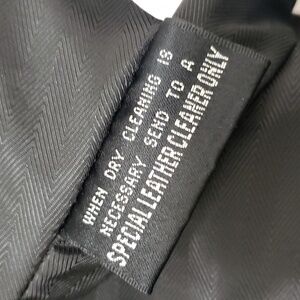 WHEN DRY CLEANING IS
NECESSARY SEND TO A
SPECIAL LEATHER CLEANER ONLY